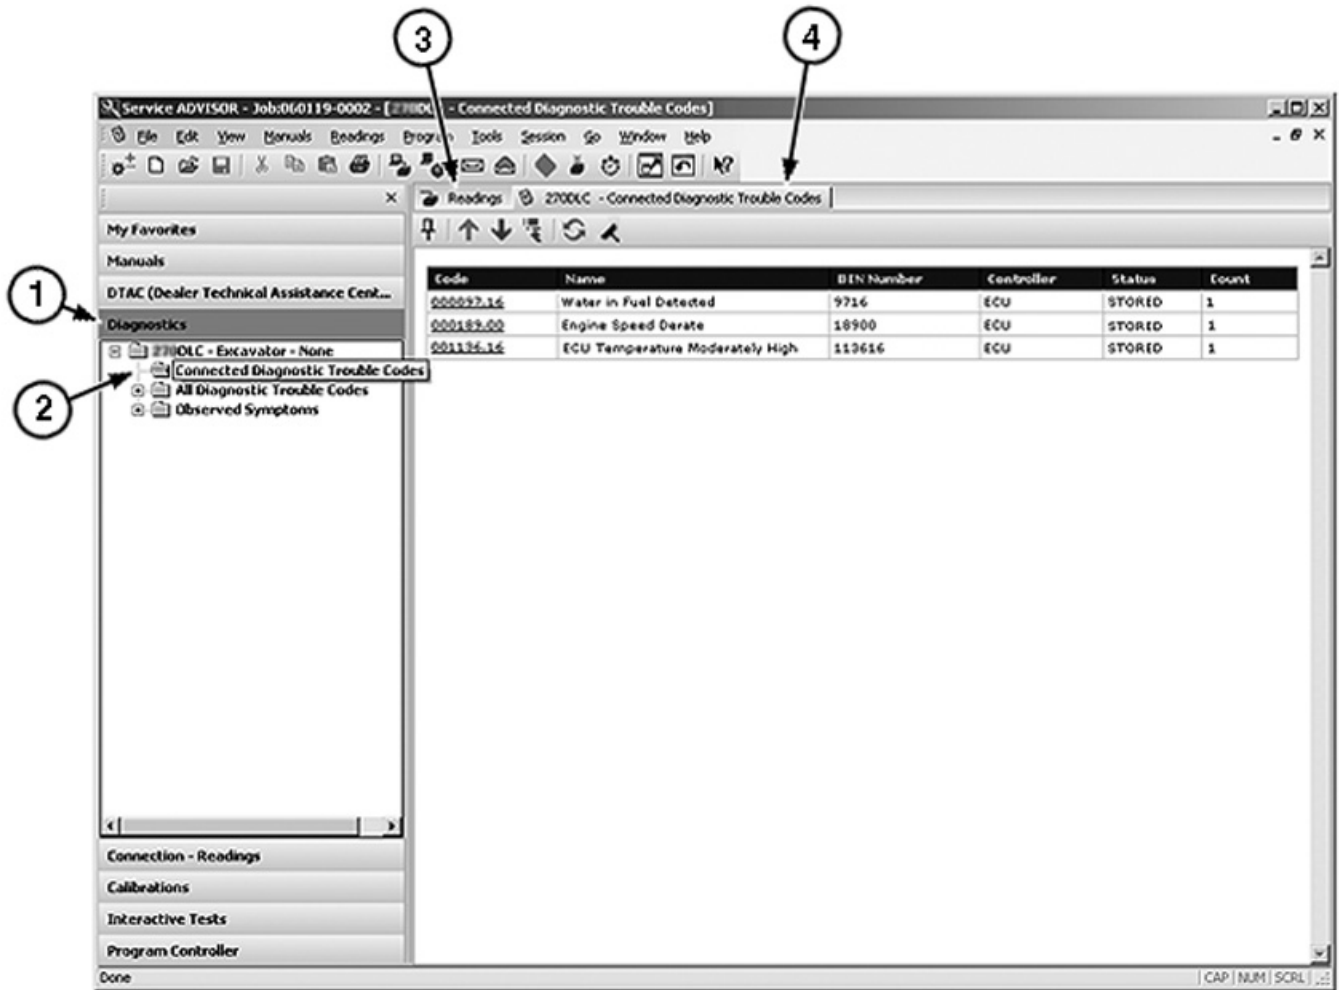 3
4
Service ADVISOR - Job:060119-0002 - [270DLC - Connected Diagnostic Trouble Codes]
File Edit View Manuals Readings Program Tools Session Go Window Help
Readings 270DLC - Connected Diagnostic Trouble Codes
My Favorites
Manuals
DTAC (Dealer Technical Assistance Cent...
1
Diagnostics
270DLC - Excavator - None
Connected Diagnostic Trouble Codes
2
All Diagnostic Trouble Codes
Observed Symptoms
Code Name BIN Number Controller Status Count
000097.16 Water in Fuel Detected 9716 ECU STORED 1
000189.00 Engine Speed Derate 18900 ECU STORED 1
001136.16 ECU Temperature Moderately High 113616 ECU STORED 1
Connection - Readings
Calibrations
Interactive Tests
Program Controller
Done CAP NUM SCRL